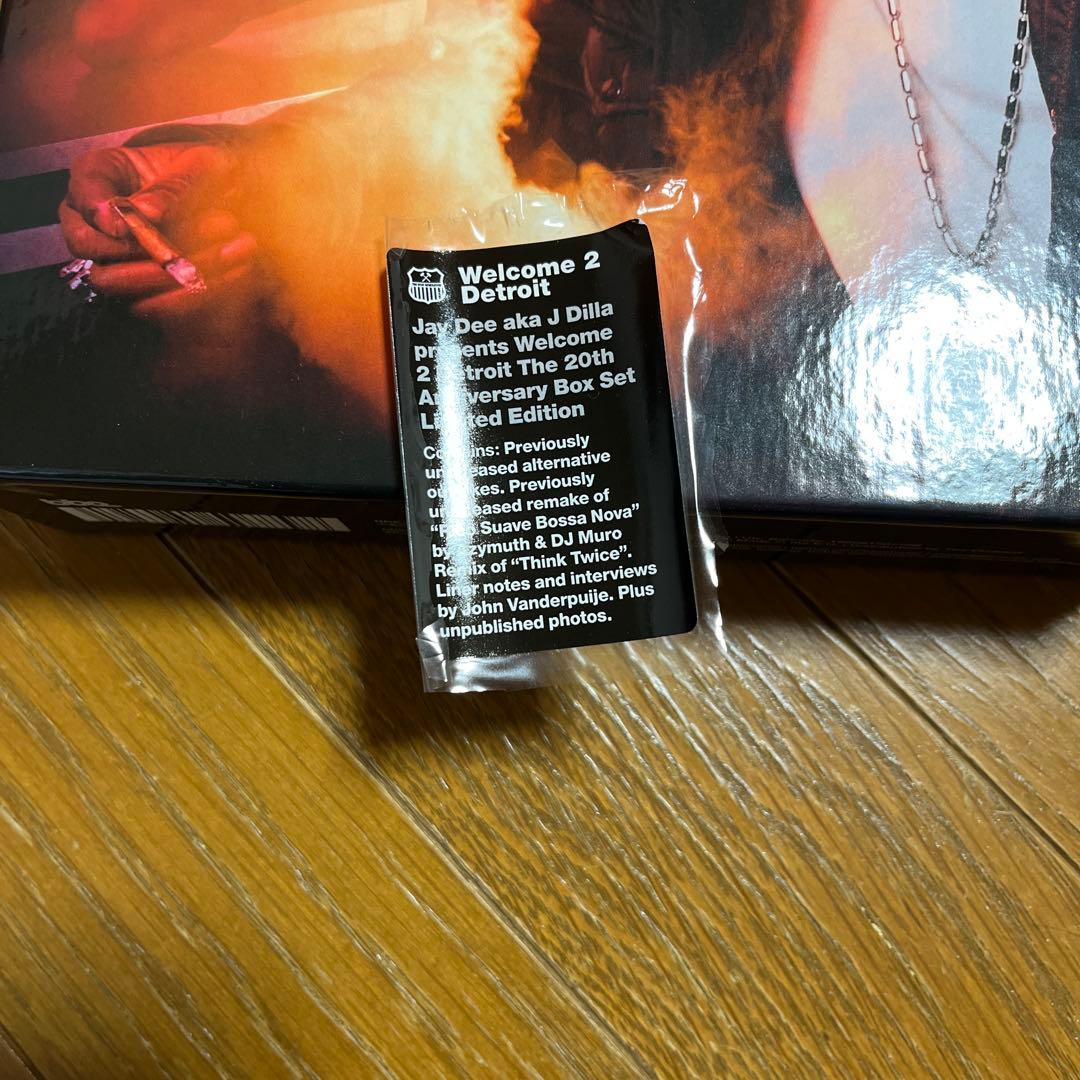 Welcome 2
Detroit
Jay Dee aka J Dilla
presents Welcome
2 Detroit The 20th
Anniversary Box Set
Limited Edition
Contains: Previously
unreleased alternative
outtakes. Previously
unreleased remake of
Suave Bossa Nova”
by Azymuth & DJ Muro
Remix of “Think Twice”.
Liner notes and interviews
by John Vanderpuije. Plus
unpublished photos.